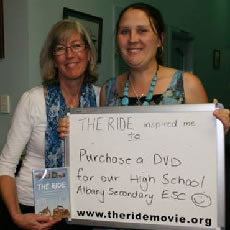 THE RIDE inspired me
to
Purchase a DVD
for our High School
Albany Secondary ESC
www.theridemovie.org
THE RIDE